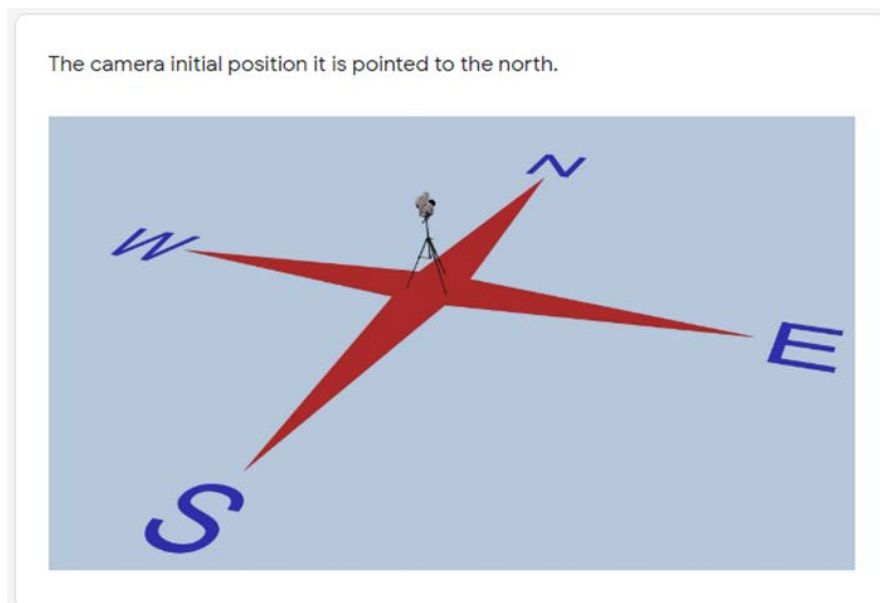 The camera initial position it is pointed to the north.
N
W
E
S